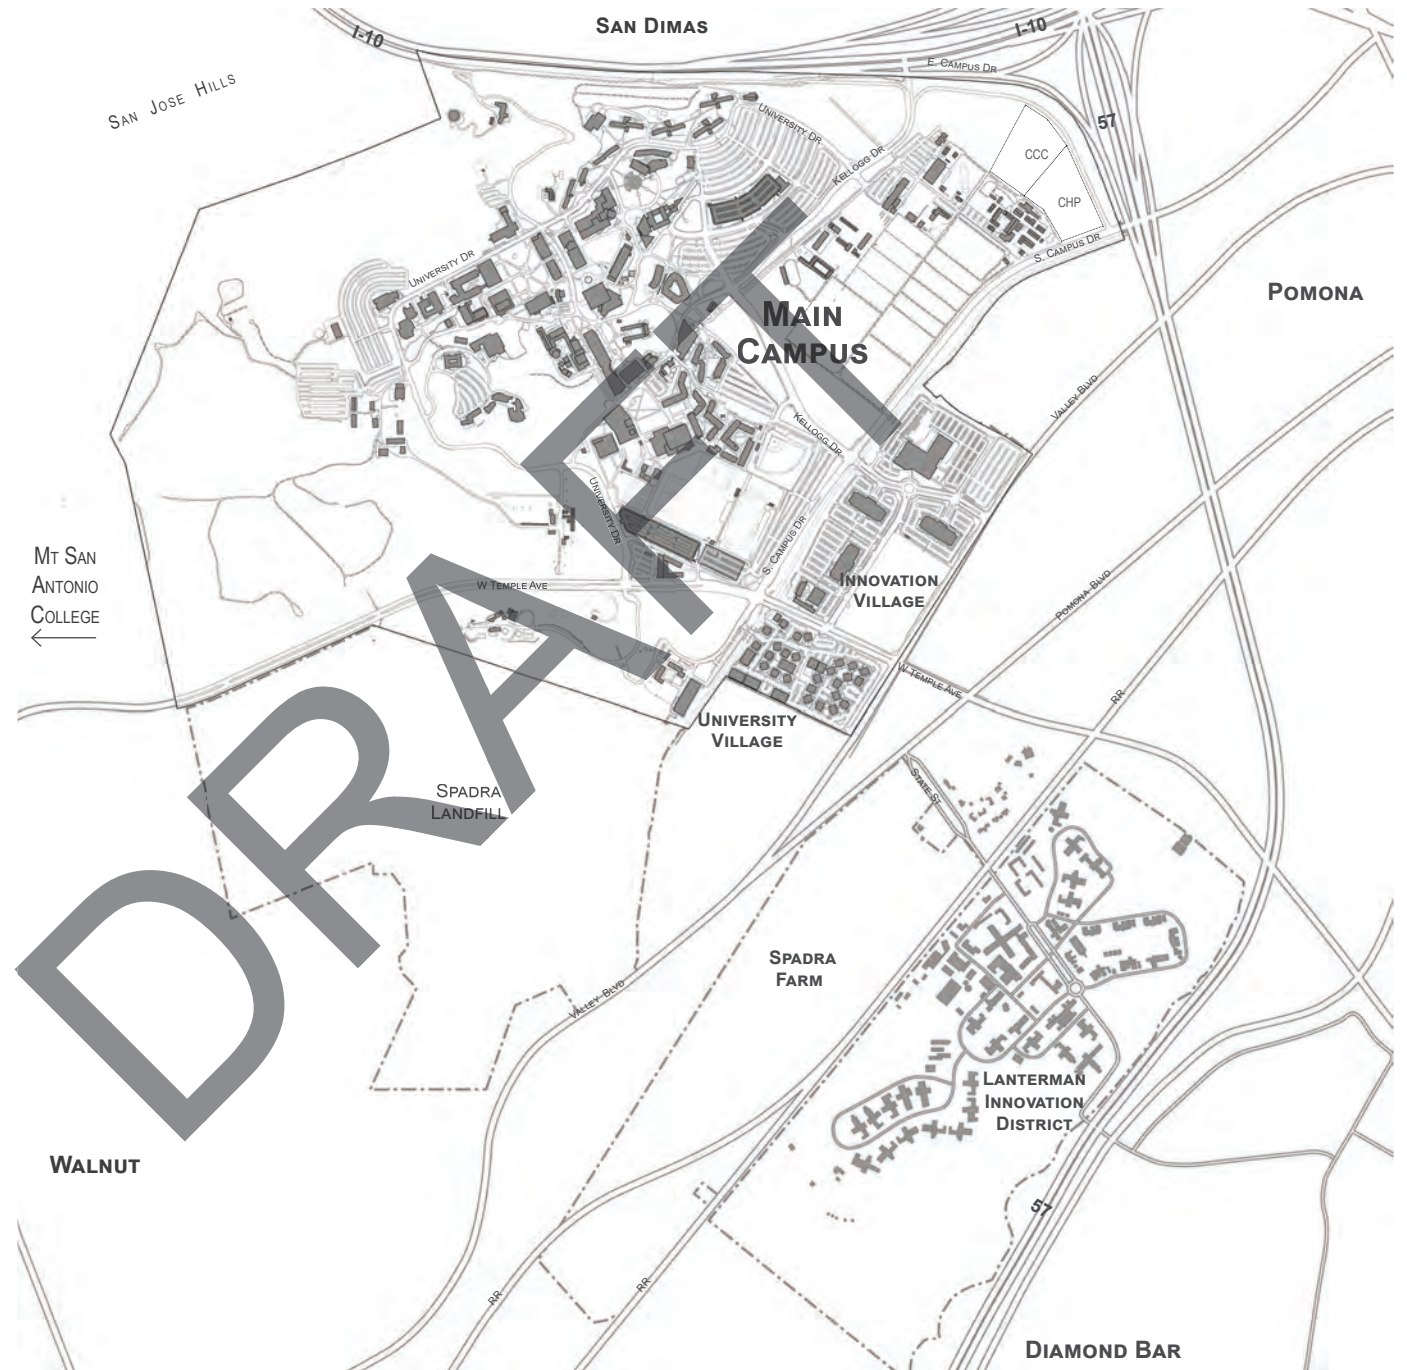 SAN DIMAS
I-10
I-10
E. CAMPUS DR
SAN JOSE HILLS
57
UNIVERSITY DR
KELLOGG DR
CCC
CHP
S. CAMPUS DR
UNIVERSITY DR
POMONA
MAIN
CAMPUS
VALLEY BLVD
KELLOGG DR
UNIVERSITY DR
S. CAMPUS DR
MT SAN
ANTONIO
COLLEGE
W TEMPLE AVE
INNOVATION
VILLAGE
POMONA BLVD
W TEMPLE AVE
RR
UNIVERSITY
VILLAGE
STATE ST
SPADRA
LANDFILL
DRAFT
SPADRA
FARM
VALLEY BLVD
LANTERMAN
INNOVATION
DISTRICT
WALNUT
57
RR
RR
DIAMOND BAR